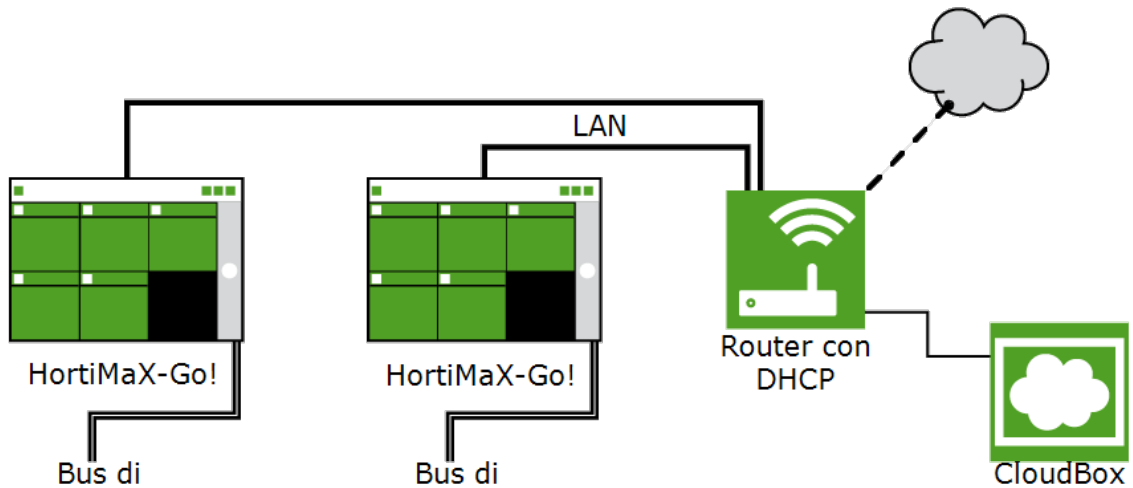 LAN
HortiMaX-Go!
HortiMaX-Go!
Router con
DHCP
Bus di
Bus di
CloudBox